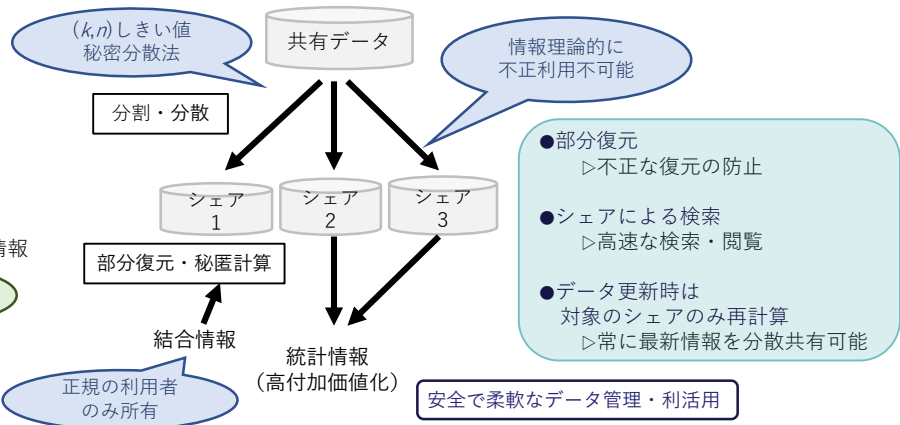 (k,n)しきい値
秘密分散法
共有データ
情報理論的に
不正利用不可能
分割・分散
シェア
1
シェア
2
シェア
3
●部分復元
▷不正な復元の防止
●シェアによる検索
▷高速な検索・閲覧
●データ更新時は
対象のシェアのみ再計算
▷常に最新情報を分散共有可能
情報
部分復元・秘匿計算
結合情報
統計情報
（高付加価値化）
正規の利用者
のみ所有
安全で柔軟なデータ管理・利活用